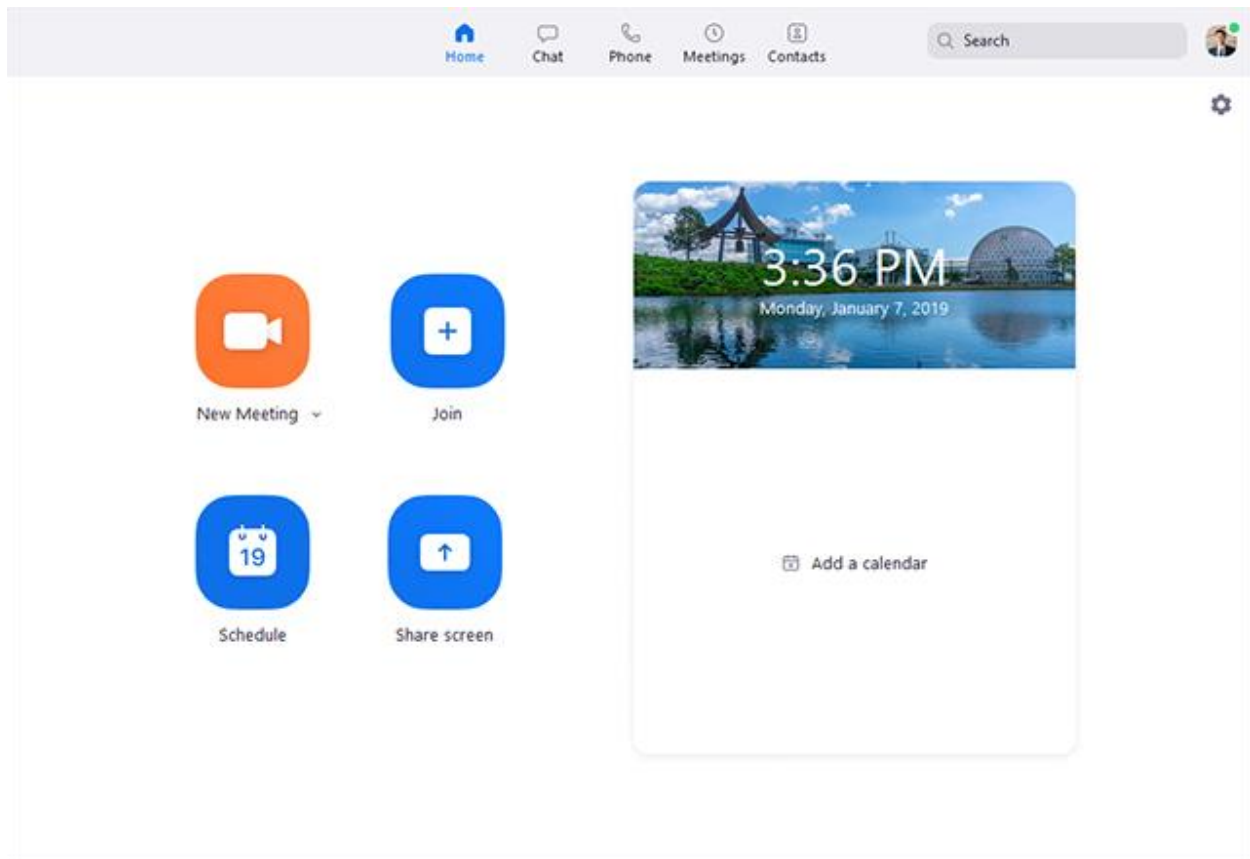 Home Chat Phone Meetings Contacts
Search
3:36 PM
Monday, January 7, 2019
New Meeting
Join
19
Schedule
Share screen
Add a calendar